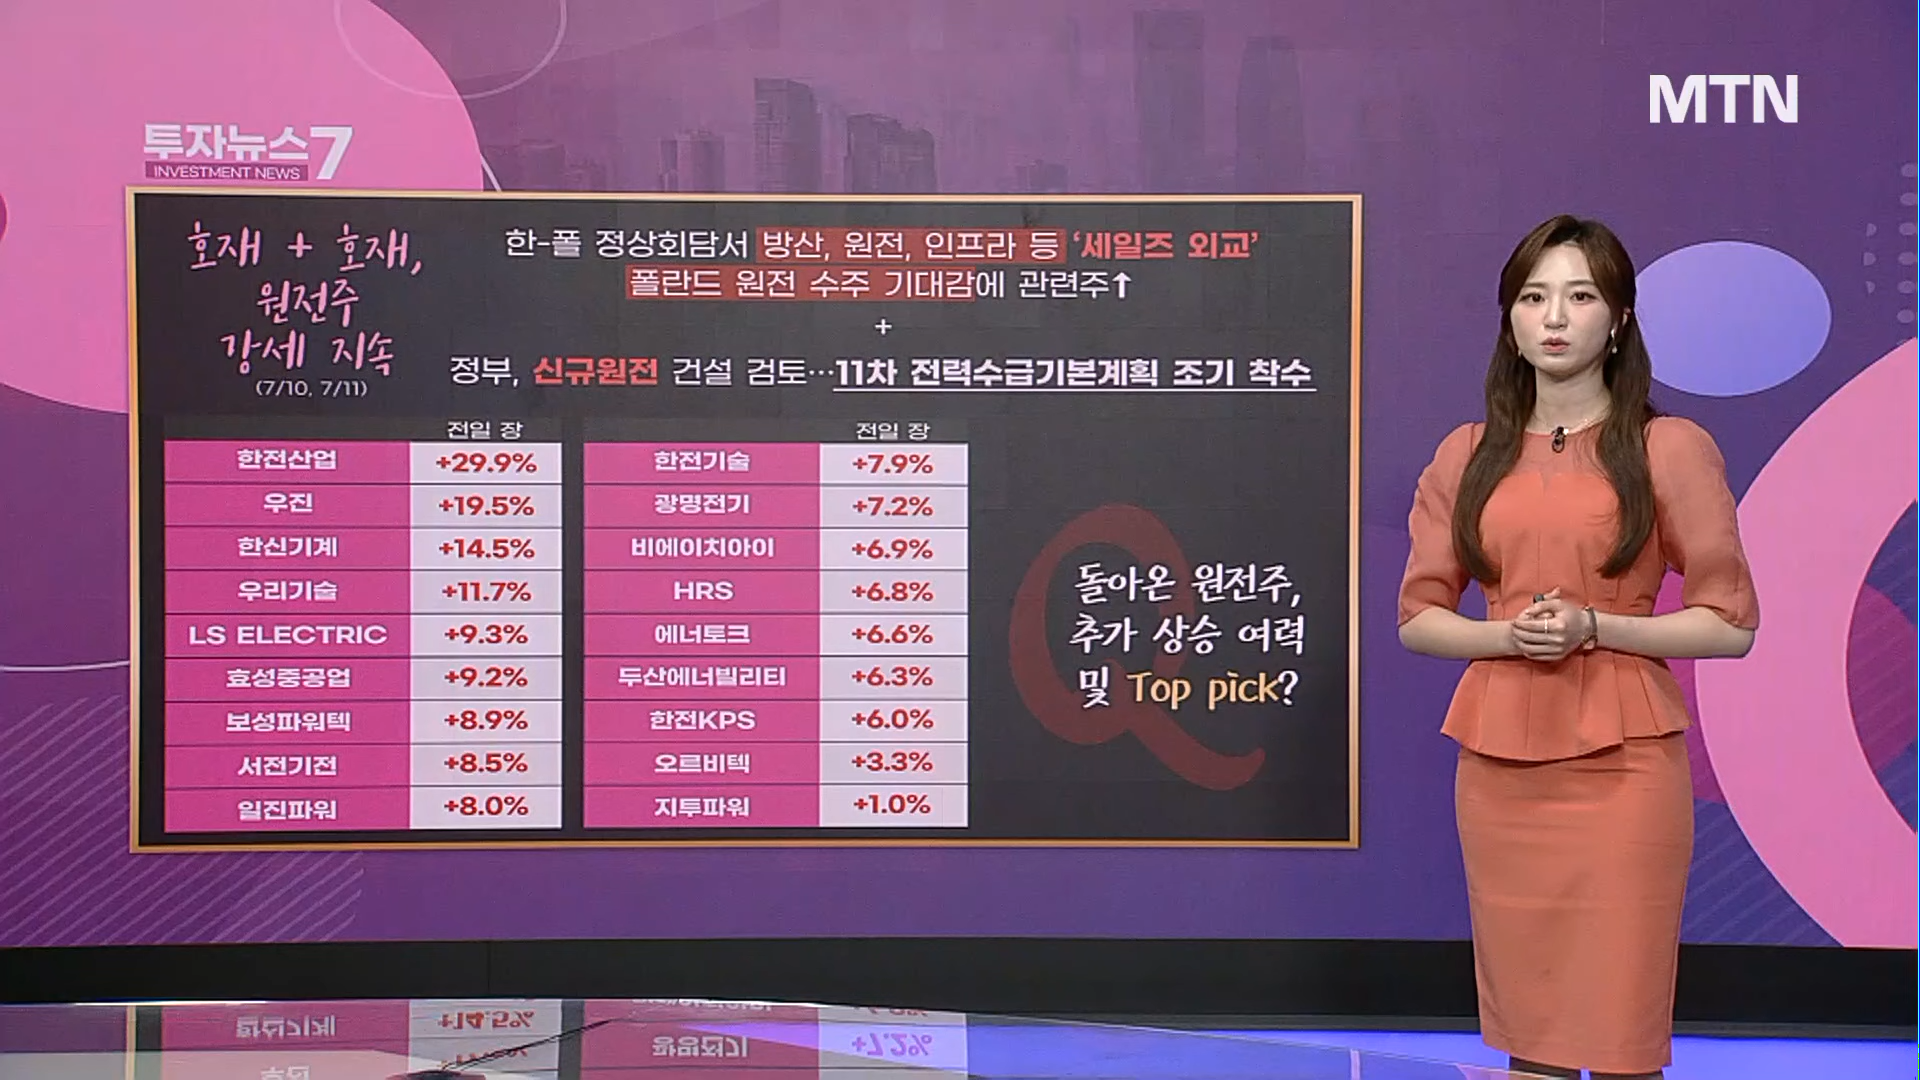 MTN
투자뉴스7
INVESTMENT NEWS
호재 + 호재,
원전주
강세 지속
(7/10, 7/11)
한-폴 정상회담서 방산, 원전, 인프라 등 ‘세일즈 외교’
폴란드 원전 수주 기대감에 관련주↑
+
정부, 신규원전 건설 검토…11차 전력수급기본계획 조기 착수
전일 장
한전산업 +29.9%
우진 +19.5%
한신기계 +14.5%
우리기술 +11.7%
LS ELECTRIC +9.3%
효성중공업 +9.2%
보성파워텍 +8.9%
서전기전 +8.5%
일진파워 +8.0%
전일 장
한전기술 +7.9%
광명전기 +7.2%
비에이치아이 +6.9%
HRS +6.8%
에너토크 +6.6%
두산에너빌리티 +6.3%
한전KPS +6.0%
오르비텍 +3.3%
지투파워 +1.0%
Q
돌아온 원전주,
추가 상승 여력
및 Top pick?